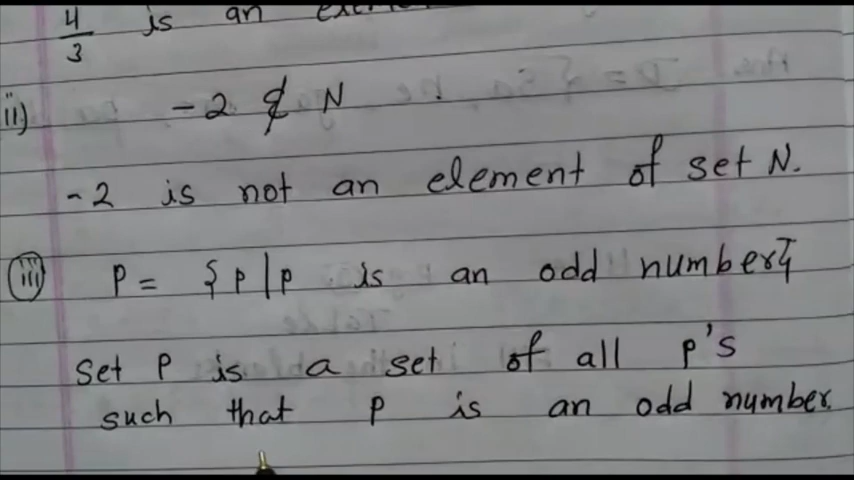 4/3 is an
ii) -2 ∉ N
-2 is not an element of set N.
iii) P = {p|p is an odd number}
set P is a set of all p's
such that P is an odd number.